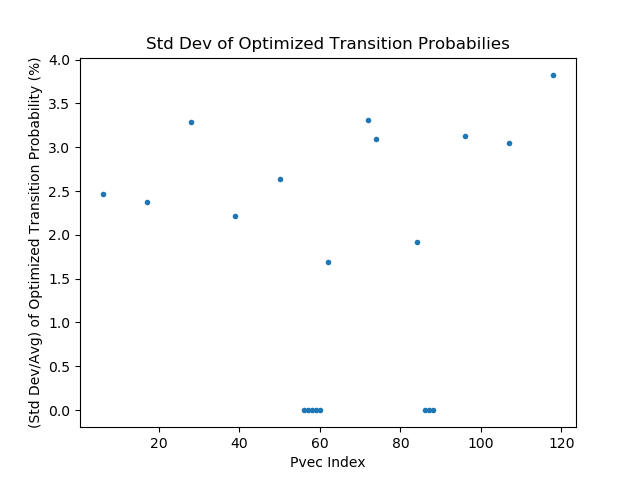 Std Dev of Optimized Transition Probabilies
(Std Dev/Avg) of Optimized Transition Probability (%)
4.0
3.5
3.0
2.5
2.0
1.5
1.0
0.5
0.0
20 40 60 80 100 120
Pvec Index